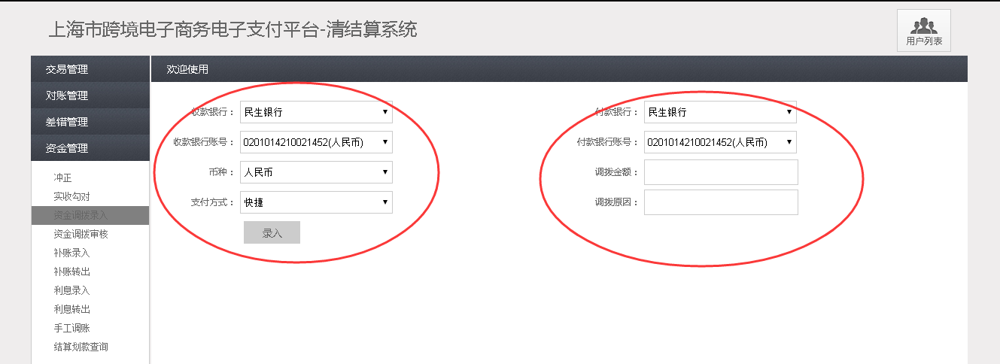 上海市跨境电子商务电子支付平台-清结算系统
用户列表
交易管理
欢迎使用
对账管理
差错管理
资金管理
收款银行： 民生银行 付款银行： 民生银行
收款银行账号： 0201014210021452(人民币) 付款银行账号： 0201014210021452(人民币)
币种： 人民币 调拨金额：
支付方式： 快捷 调拨原因：
录入
冲正
实收勾对
资金调拨录入
资金调拨审核
补账录入
补账转出
利息录入
利息转出
手工调账
结算划款查询